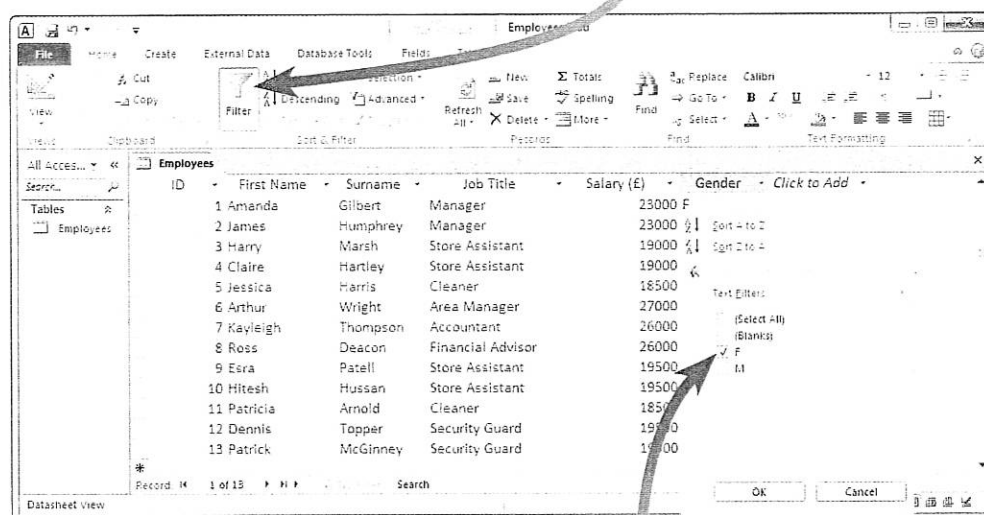 A
Employees
File Home Create External Data Database Tools Fields
Cut
Copy
View
Filter
Descending
Selection
Advanced
Refresh
All
New
Save
Delete
Totals
Spelling
More
Find
Replace
Go To
Select
Calibri 12
B I U
A
Views Clipboard Sort & Filter Records Find Text Formatting
All Acces...
Search...
Tables
Employees
Employees
ID First Name Surname Job Title Salary (£) Gender Click to Add
1 Amanda Gilbert Manager 23000 F
2 James Humphrey Manager 23000
3 Harry Marsh Store Assistant 19000
4 Claire Hartley Store Assistant 19000
5 Jessica Harris Cleaner 18500
6 Arthur Wright Area Manager 27000
7 Kayleigh Thompson Accountant 26000
8 Ross Deacon Financial Advisor 26000
9 Esra Patell Store Assistant 19500
10 Hitesh Hussan Store Assistant 19500
11 Patricia Arnold Cleaner
12 Dennis Topper Security Guard
13 Patrick McGinney Security Guard
Sort A to Z
Sort Z to A
Text Filters
(Select All)
(Blanks)
F
M
OK Cancel
Record: 1 of 13 Search
Datasheet View